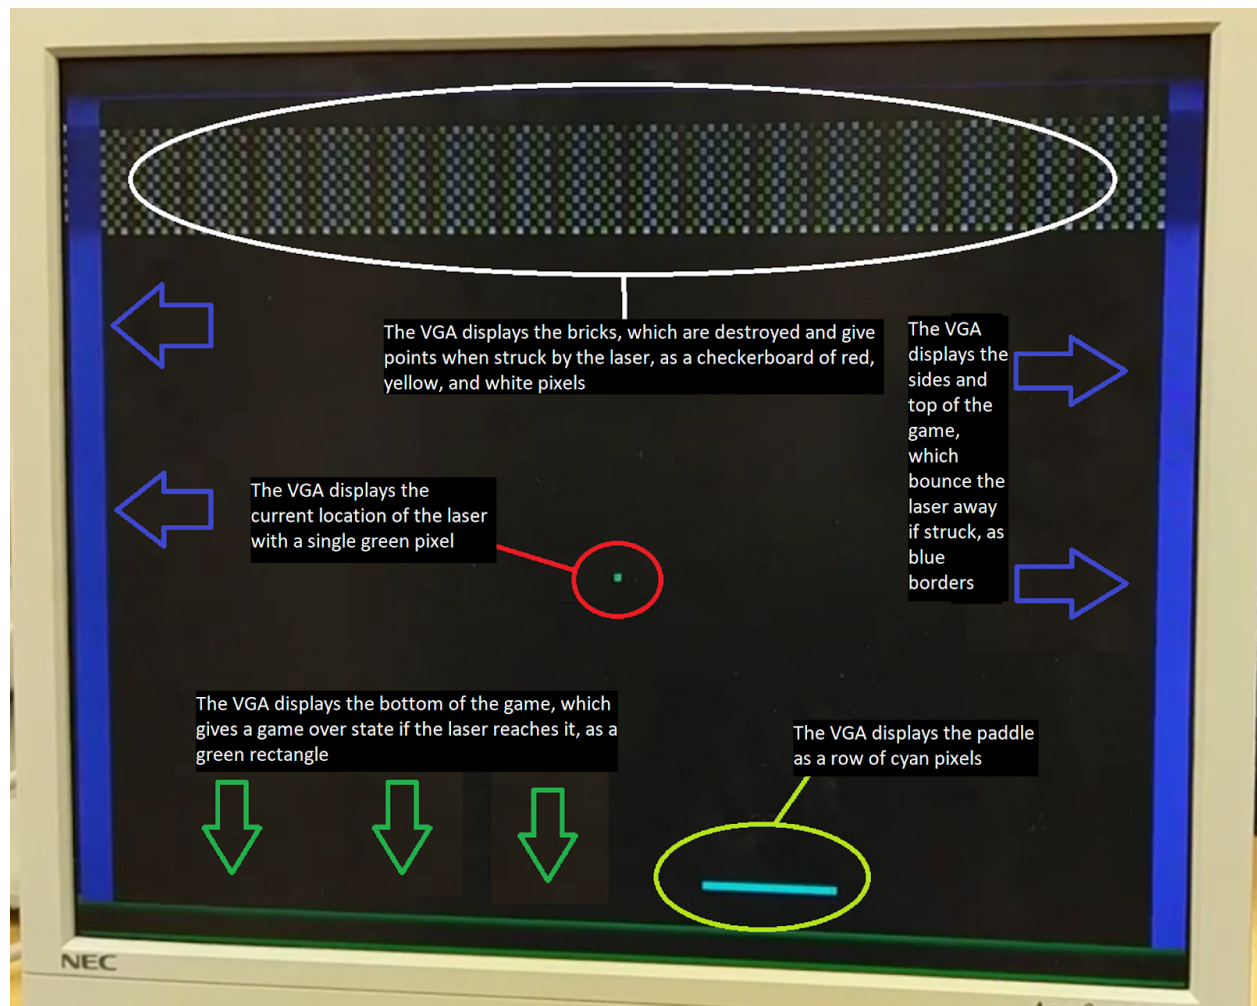 The VGA displays the bricks, which are destroyed and give
points when struck by the laser, as a checkerboard of red,
yellow, and white pixels
The VGA
displays the
sides and
top of the
game,
which
bounce the
laser away
if struck, as
blue
borders
The VGA displays the
current location of the laser
with a single green pixel
The VGA displays the bottom of the game, which
gives a game over state if the laser reaches it, as a
green rectangle
The VGA displays the paddle
as a row of cyan pixels
NEC